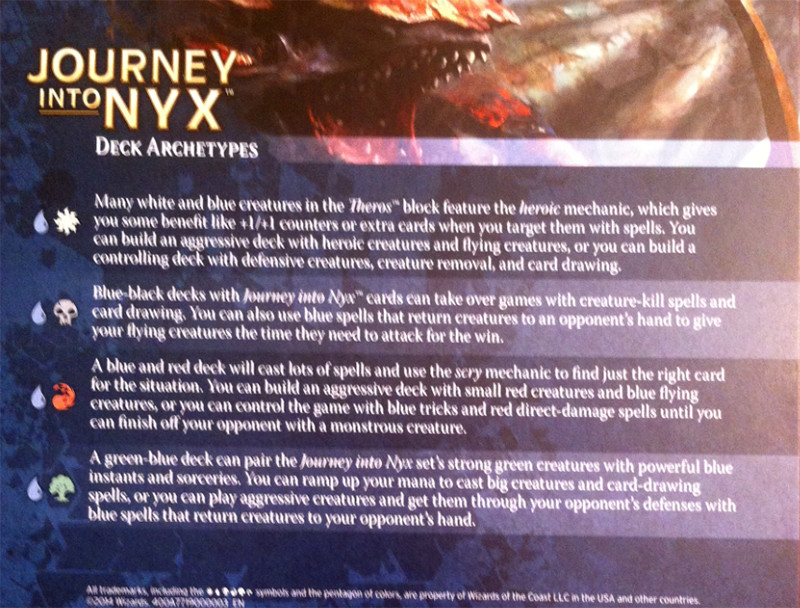 JOURNEY
INTO NYX™
DECK ARCHETYPES
Many white and blue creatures in the Theros™ block feature the heroic mechanic, which gives
you some benefit like +1/+1 counters or extra cards when you target them with spells. You
can build an aggressive deck with heroic creatures and flying creatures, or you can build a
controlling deck with defensive creatures, creature removal, and card drawing.
Blue-black decks with Journey into Nyx™ cards can take over games with creature-kill spells and
card drawing. You can also use blue spells that return creatures to an opponent's hand to give
your flying creatures the time they need to attack for the win.
A blue and red deck will cast lots of spells and use the scry mechanic to find just the right card
for the situation. You can build an aggressive deck with small red creatures and blue flying
creatures, or you can control the game with blue tricks and red direct-damage spells until you
can finish off your opponent with a monstrous creature.
A green-blue deck can pair the Journey into Nyx set's strong green creatures with powerful blue
instants and sorceries. You can ramp up your mana to cast big creatures and card-drawing
spells, or you can play aggressive creatures and get them through your opponent's defenses with
blue spells that return creatures to your opponent's hand.
All trademarks, including the symbols and the pentagon of colors, are property of Wizards of the Coast LLC in the USA and other countries.
©2014 Wizards. 400A7719000003 EN